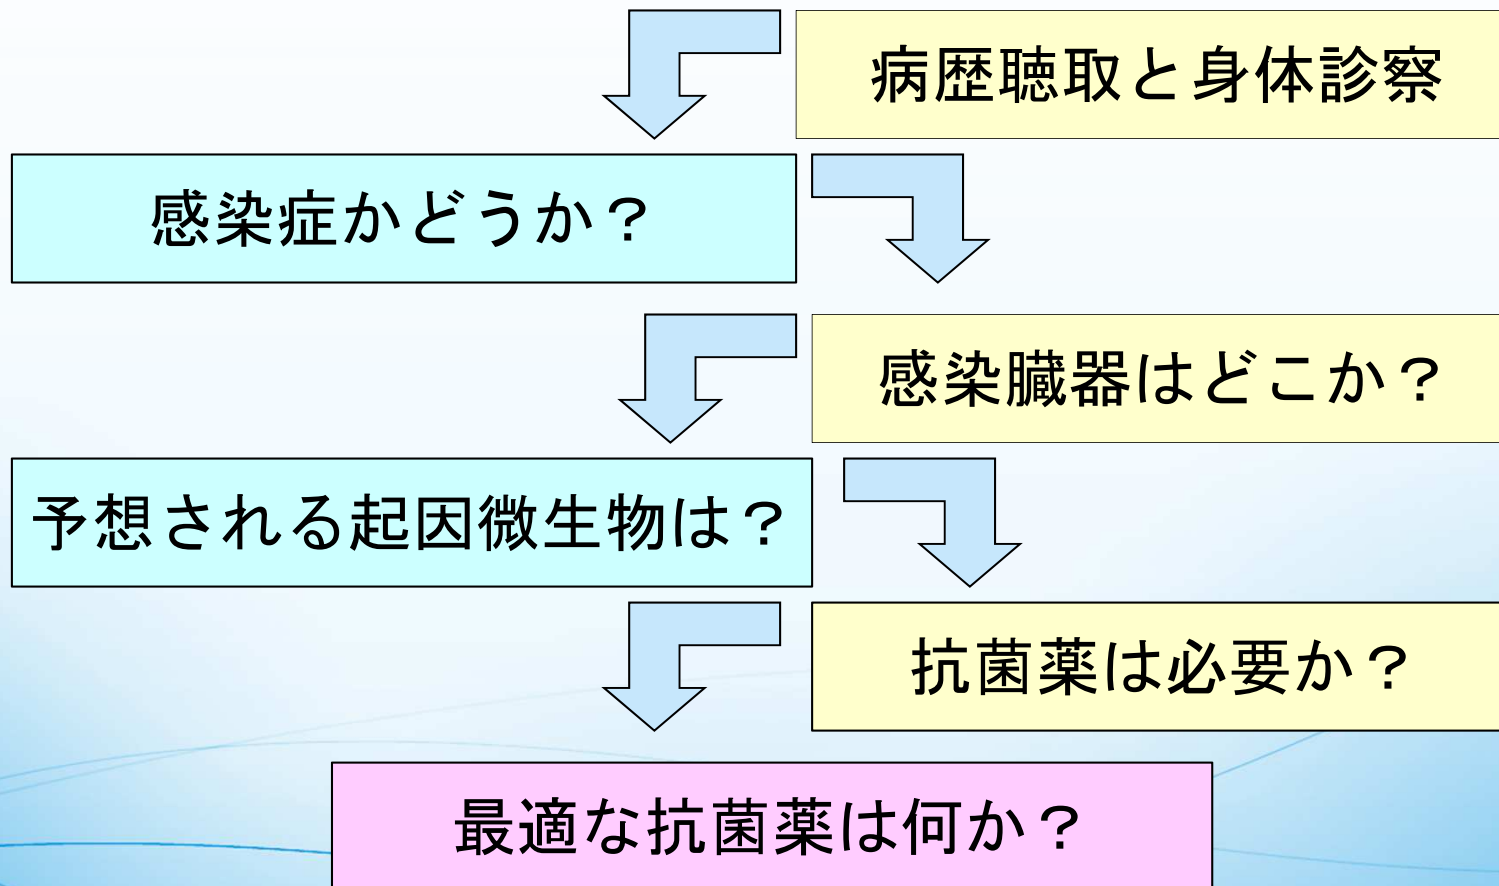 病歴聴取と身体診察
感染症かどうか？
感染臓器はどこか？
予想される起因微生物は？
抗菌薬は必要か？
最適な抗菌薬は何か？